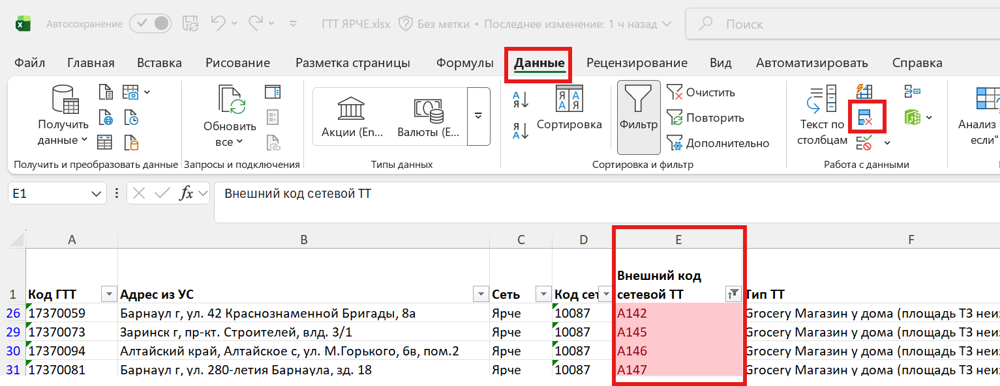 Автосохранение ГТТ ЯРЧЕ.xlsx Без метки • Последнее изменение: 1 ч назад Поиск
Файл Главная Вставка Рисование Разметка страницы Формулы Данные Рецензирование Вид Автоматизировать Справка
Получить данные
Обновить все
Акции (En... Валюты (E...
Сортировка
Фильтр
Очистить
Повторить
Дополнительно
Текст по столбцам
Анализ
если"
Получить и преобразовать данные Запросы и подключения Типы данных Сортировка и фильтр Работа с данными
E1 fx Внешний код сетевой ТТ
A B C D E F
1 Код ГТТ Адрес из УС Сеть Код сет Внешний код сетевой ТТ Тип ТТ
26 17370059 Барнаул г, ул. 42 Краснознаменной Бригады, 8а Ярче 10087 A142 Grocery Магазин у дома (площадь ТЗ неиз
29 17370073 Заринск г, пр-кт. Строителей, влд. 3/1 Ярче 10087 A145 Grocery Магазин у дома (площадь ТЗ неиз
30 17370094 Алтайский край, Алтайское с, ул. М.Горького, 6в, пом.2 Ярче 10087 A146 Grocery Магазин у дома (площадь ТЗ неиз
31 17370081 Барнаул г, ул. 280-летия Барнаула, зд. 18 Ярче 10087 A147 Grocery Магазин у дома (площадь ТЗ неиз